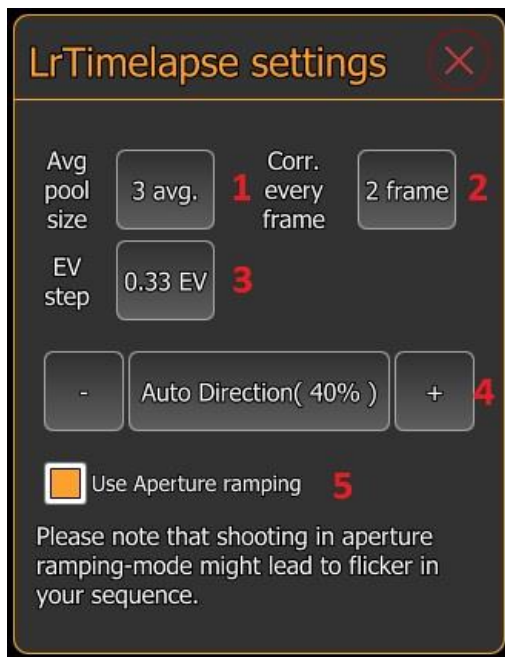 LrTimelapse settings
Avg
pool
size
3 avg.
1
Corr.
every
frame
2 frame
2
EV
step
0.33 EV
3
-
Auto Direction( 40% )
+
4
Use Aperture ramping
5
Please note that shooting in aperture
ramping-mode might lead to flicker in
your sequence.